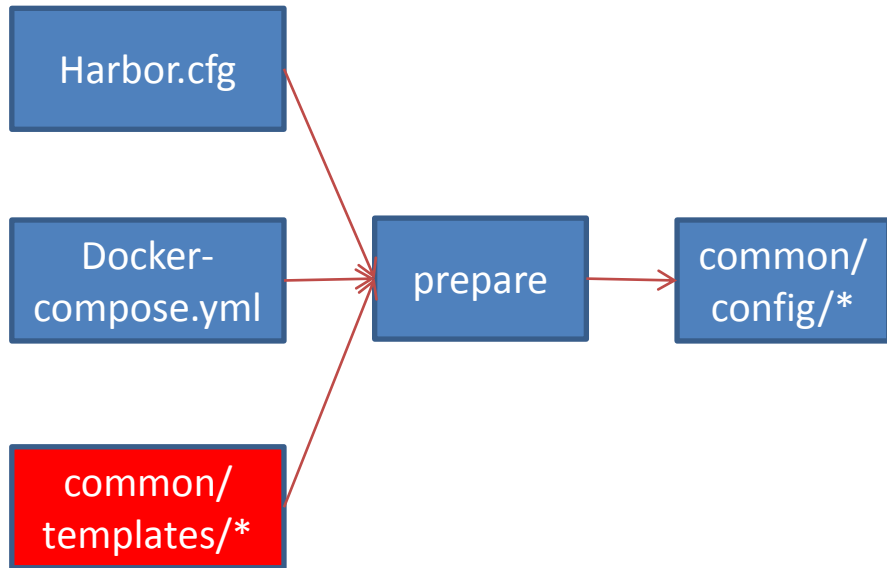 Harbor.cfg
Docker-
compose.yml
prepare
common/
config/*
common/
templates/*